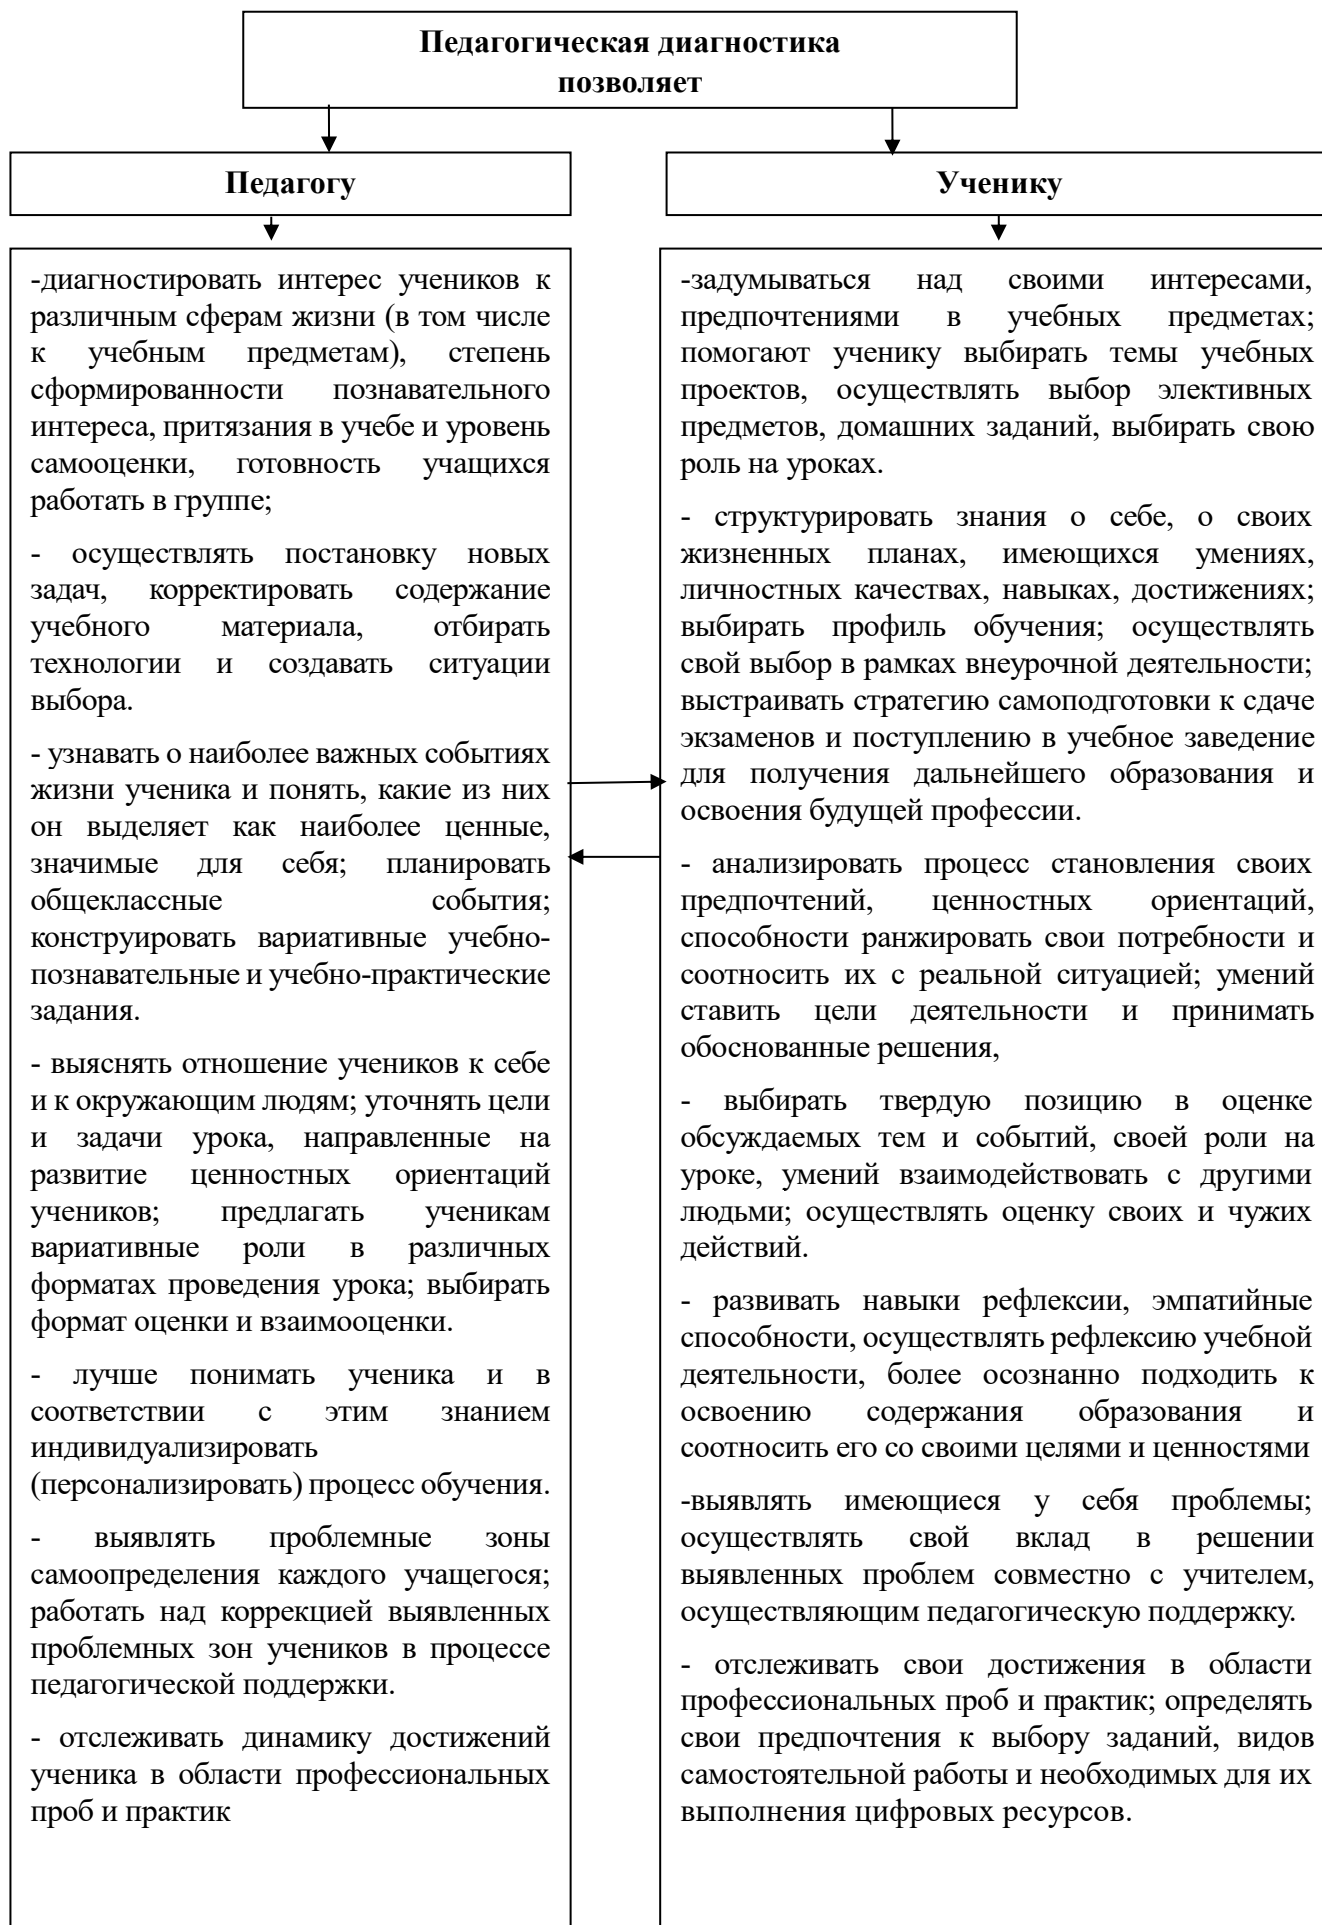 Педагогическая диагностика
позволяет
Педагогу
-диагностировать интерес учеников к
различным сферам жизни (в том числе
к учебным предметам), степень
сформированности познавательного
интереса, притязания в учебе и уровень
самооценки, готовность учащихся
работать в группе;
- осуществлять постановку новых
задач, корректировать содержание
учебного материала, отбирать
технологии и создавать ситуации
выбора.
- узнавать о наиболее важных событиях
жизни ученика и понять, какие из них
он выделяет как наиболее ценные,
значимые для себя; планировать
общеклассные события;
конструировать вариативные учебно-
познавательные и учебно-практические
задания.
- выяснять отношение учеников к себе
и к окружающим людям; уточнять цели
и задачи урока, направленные на
развитие ценностных ориентаций
учеников; предлагать ученикам
вариативные роли в различных
форматах проведения урока; выбирать
формат оценки и взаимооценки.
- лучше понимать ученика и в
соответствии с этим знанием
индивидуализировать
(персонализировать) процесс обучения.
- выявлять проблемные зоны
самоопределения каждого учащегося;
работать над коррекцией выявленных
проблемных зон учеников в процессе
педагогической поддержки.
- отслеживать динамику достижений
ученика в области профессиональных
проб и практик
Ученику
-задумываться над своими интересами,
предпочтениями в учебных предметах;
помогают ученику выбирать темы учебных
проектов, осуществлять выбор элективных
предметов, домашних заданий, выбирать свою
роль на уроках.
- структурировать знания о себе, о своих
жизненных планах, имеющихся умениях,
личностных качествах, навыках, достижениях;
выбирать профиль обучения; осуществлять
свой выбор в рамках внеурочной деятельности;
выстраивать стратегию самоподготовки к сдаче
экзаменов и поступлению в учебное заведение
для получения дальнейшего образования и
освоения будущей профессии.
- анализировать процесс становления своих
предпочтений, ценностных ориентаций,
способности ранжировать свои потребности и
соотносить их с реальной ситуацией; умений
ставить цели деятельности и принимать
обоснованные решения,
- выбирать твердую позицию в оценке
обсуждаемых тем и событий, своей роли на
уроке, умений взаимодействовать с другими
людьми; осуществлять оценку своих и чужих
действий.
- развивать навыки рефлексии, эмпатийные
способности, осуществлять рефлексию учебной
деятельности, более осознанно подходить к
освоению содержания образования и
соотносить его со своими целями и ценностями
-выявлять имеющиеся у себя проблемы;
осуществлять свой вклад в решении
выявленных проблем совместно с учителем,
осуществляющим педагогическую поддержку.
- отслеживать свои достижения в области
профессиональных проб и практик; определять
свои предпочтения к выбору заданий, видов
самостоятельной работы и необходимых для их
выполнения цифровых ресурсов.